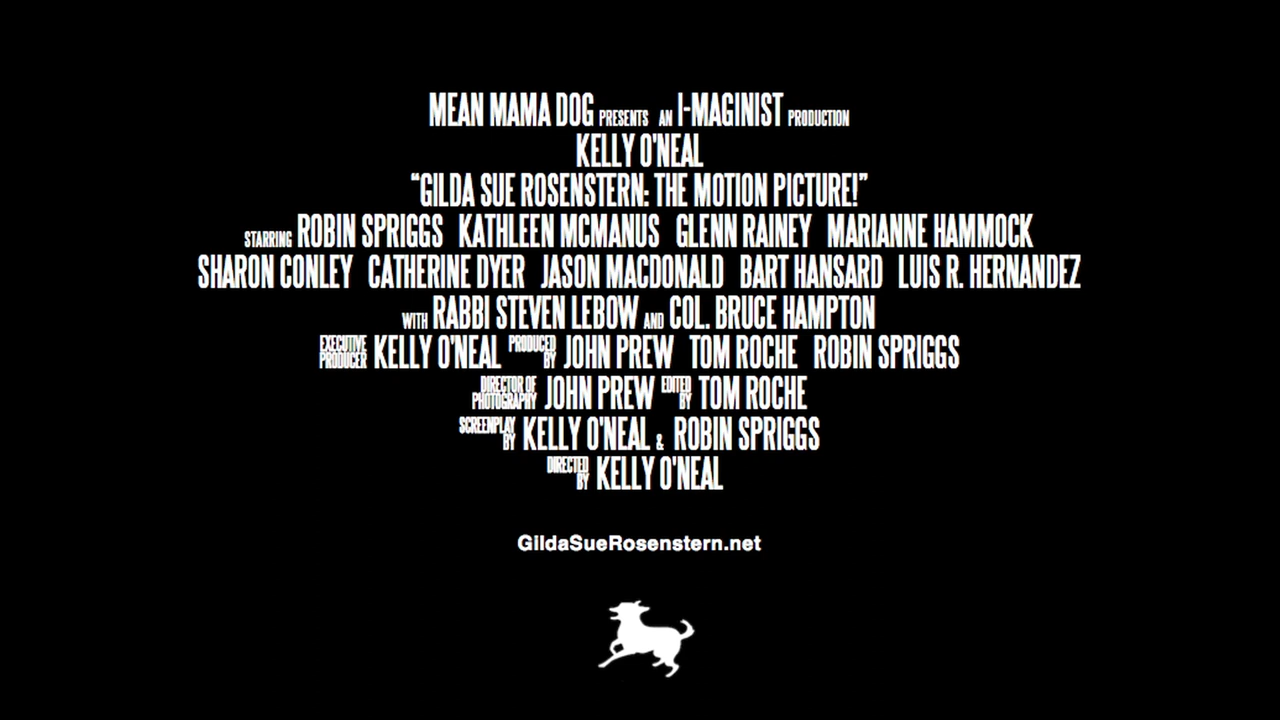 MEAN MAMA DOG PRESENTS AN I-MAGINIST PRODUCTION
KELLY O'NEAL
“GILDA SUE ROSENSTERN: THE MOTION PICTURE!”
STARRING ROBIN SPRIGGS KATHLEEN MCMANUS GLENN RAINEY MARIANNE HAMMOCK
SHARON CONLEY CATHERINE DYER JASON MACDONALD BART HANSARD LUIS R. HERNANDEZ
WITH RABBI STEVEN LEBOW AND COL. BRUCE HAMPTON
EXECUTIVE PRODUCER KELLY O'NEAL PRODUCED BY JOHN PREW TOM ROCHE ROBIN SPRIGGS
DIRECTOR OF PHOTOGRAPHY JOHN PREW EDITED BY TOM ROCHE
SCREENPLAY BY KELLY O'NEAL & ROBIN SPRIGGS
DIRECTED BY KELLY O'NEAL
GildaSueRosenstern.net